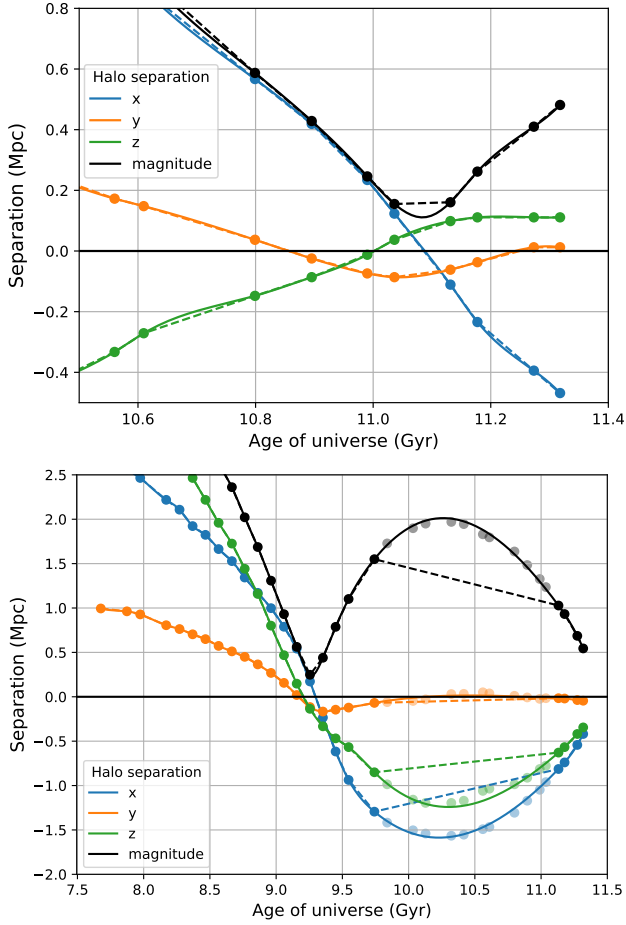 0.8
0.6
0.4
0.2
0.0
−0.2
−0.4
Separation (Mpc)
Halo separation
x
y
z
magnitude
10.6 10.8 11.0 11.2 11.4
Age of universe (Gyr)
2.5
2.0
1.5
1.0
0.5
0.0
−0.5
−1.0
−1.5
−2.0
Separation (Mpc)
Halo separation
x
y
z
magnitude
7.5 8.0 8.5 9.0 9.5 10.0 10.5 11.0 11.5
Age of universe (Gyr)